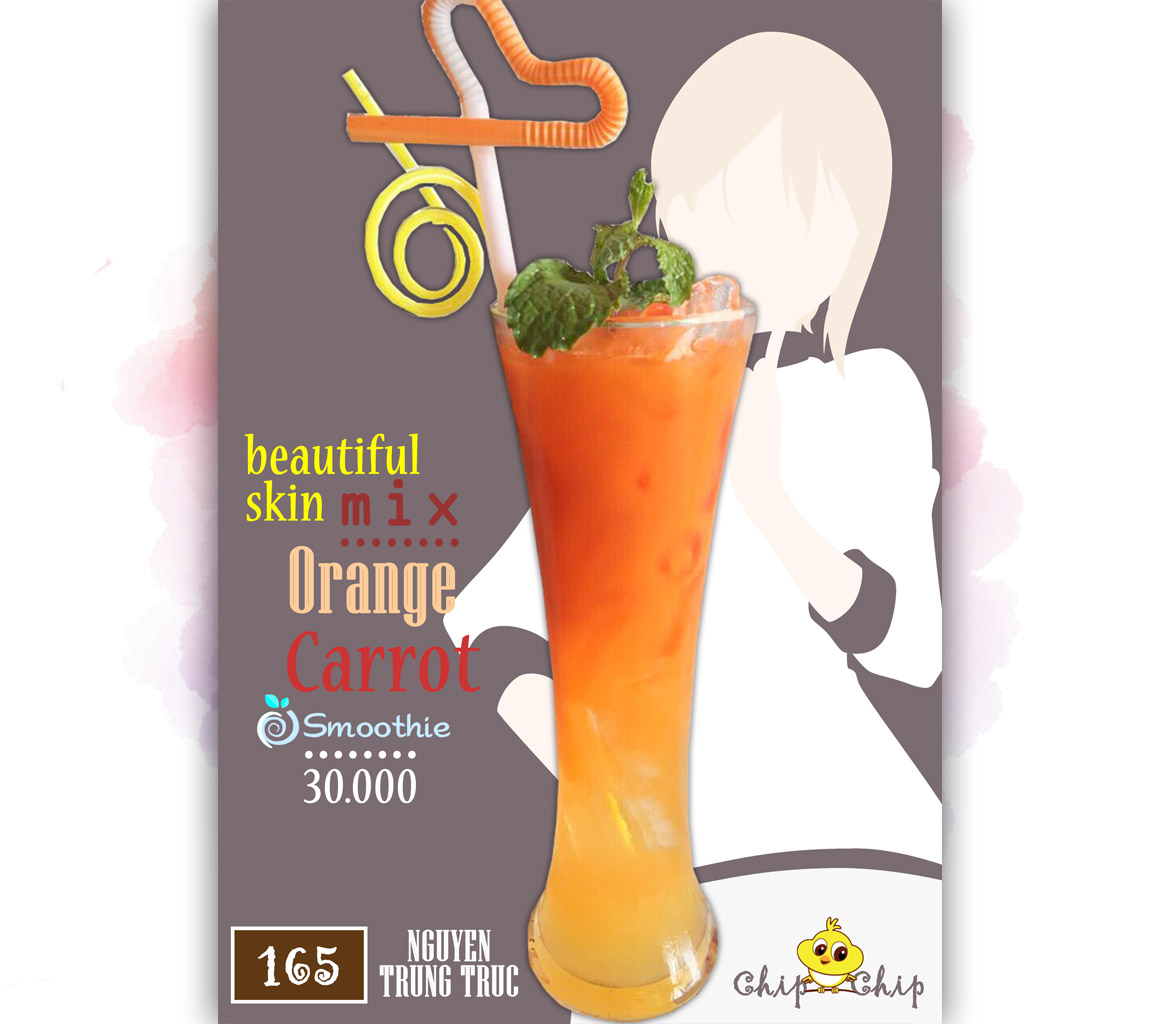 beautiful
skin mix
Orange
Carrot
Smoothie
30.000
165
NGUYEN
TRUNG TRUC
Chip Chip